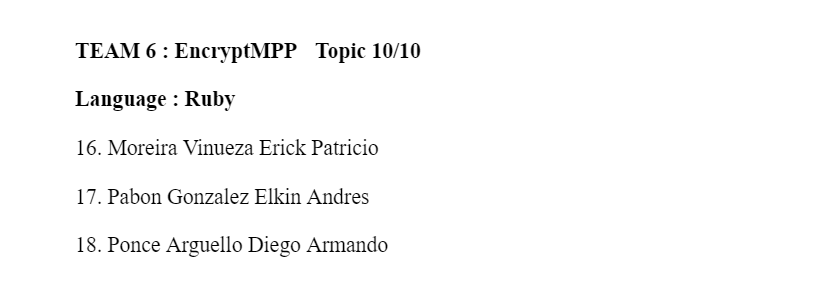 TEAM 6 : EncryptMPP Topic 10/10
Language : Ruby
16. Moreira Vinueza Erick Patricio
17. Pabon Gonzalez Elkin Andres
18. Ponce Arguello Diego Armando